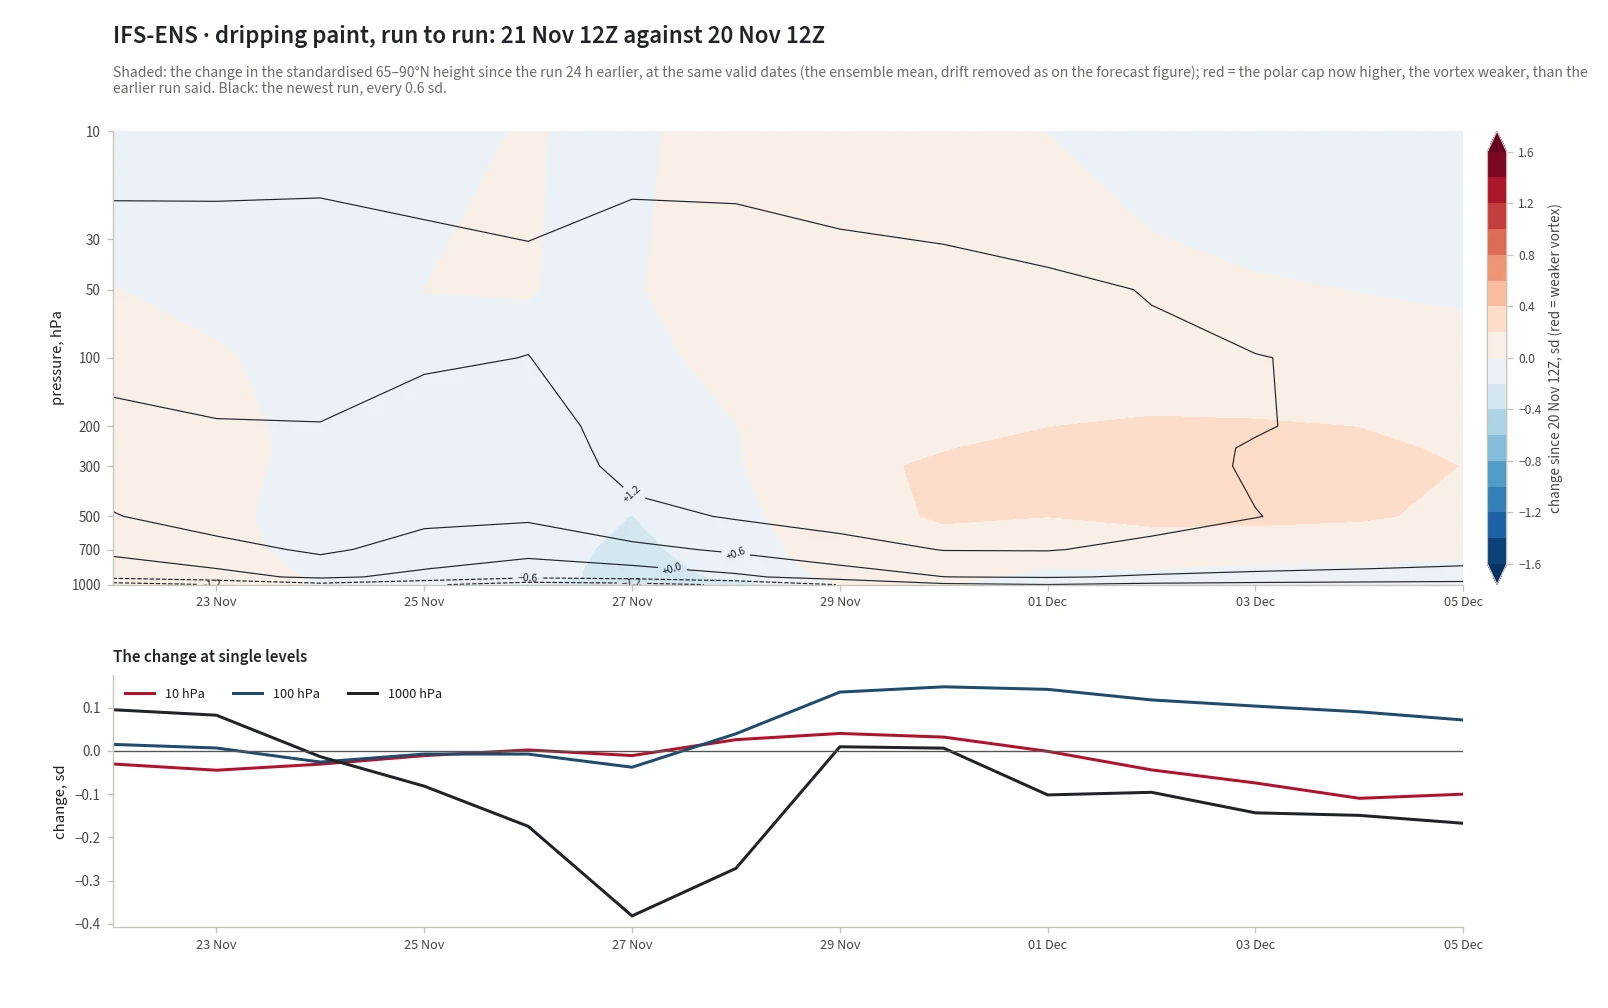 IFS-ENS · dripping paint, run to run: 21 Nov 12Z against 20 Nov 12Z
Shaded: the change in the standardised 65–90°N height since the run 24 h earlier, at the same valid dates (the ensemble mean, drift removed as on the forecast figure); red = the polar cap now higher, the vortex weaker, than the
earlier run said. Black: the newest run, every 0.6 sd.
pressure, hPa
10
30
50
100
200
300
500
700
1000
+1.2
+0.6
+0.0
−0.6
−1.2
−1.2
23 Nov
25 Nov
27 Nov
29 Nov
01 Dec
03 Dec
05 Dec
1.6
1.2
0.8
0.4
0.0
−0.4
−0.8
−1.2
−1.6
change since 20 Nov 12Z, sd (red = weaker vortex)
The change at single levels
10 hPa
100 hPa
1000 hPa
change, sd
0.1
0.0
−0.1
−0.2
−0.3
−0.4
23 Nov
25 Nov
27 Nov
29 Nov
01 Dec
03 Dec
05 Dec